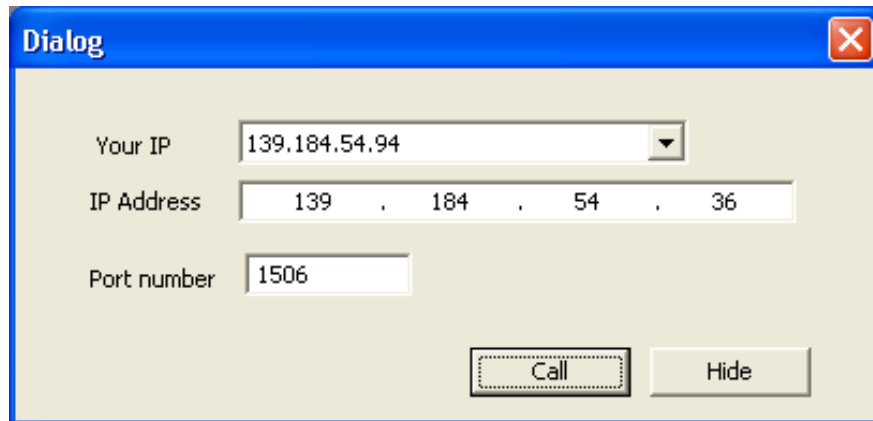 Dialog
Your IP 139.184.54.94
IP Address 139 . 184 . 54 . 36
Port number 1506
Call Hide